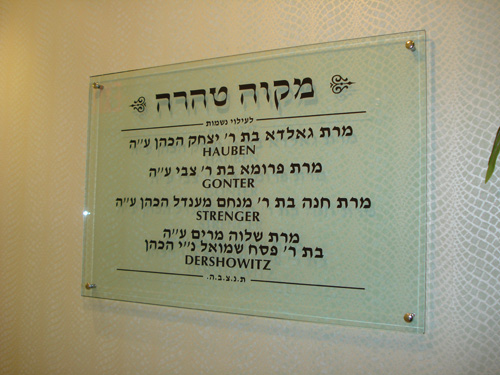 מקוה טהרה
לעילוי נשמות
מרת גאלדא בת ר' יצחק הכהן ע"ה
HAUBEN
מרת פרומא בת ר' צבי ע"ה
GONTER
מרת חנה בת ר' מנחם מענדל הכהן ע"ה
STRENGER
מרת שלוה מרים ע"ה
בת ר' פסח שמואל נ"י הכהן
DERSHOWITZ
ת.נ.צ.ב.ה.